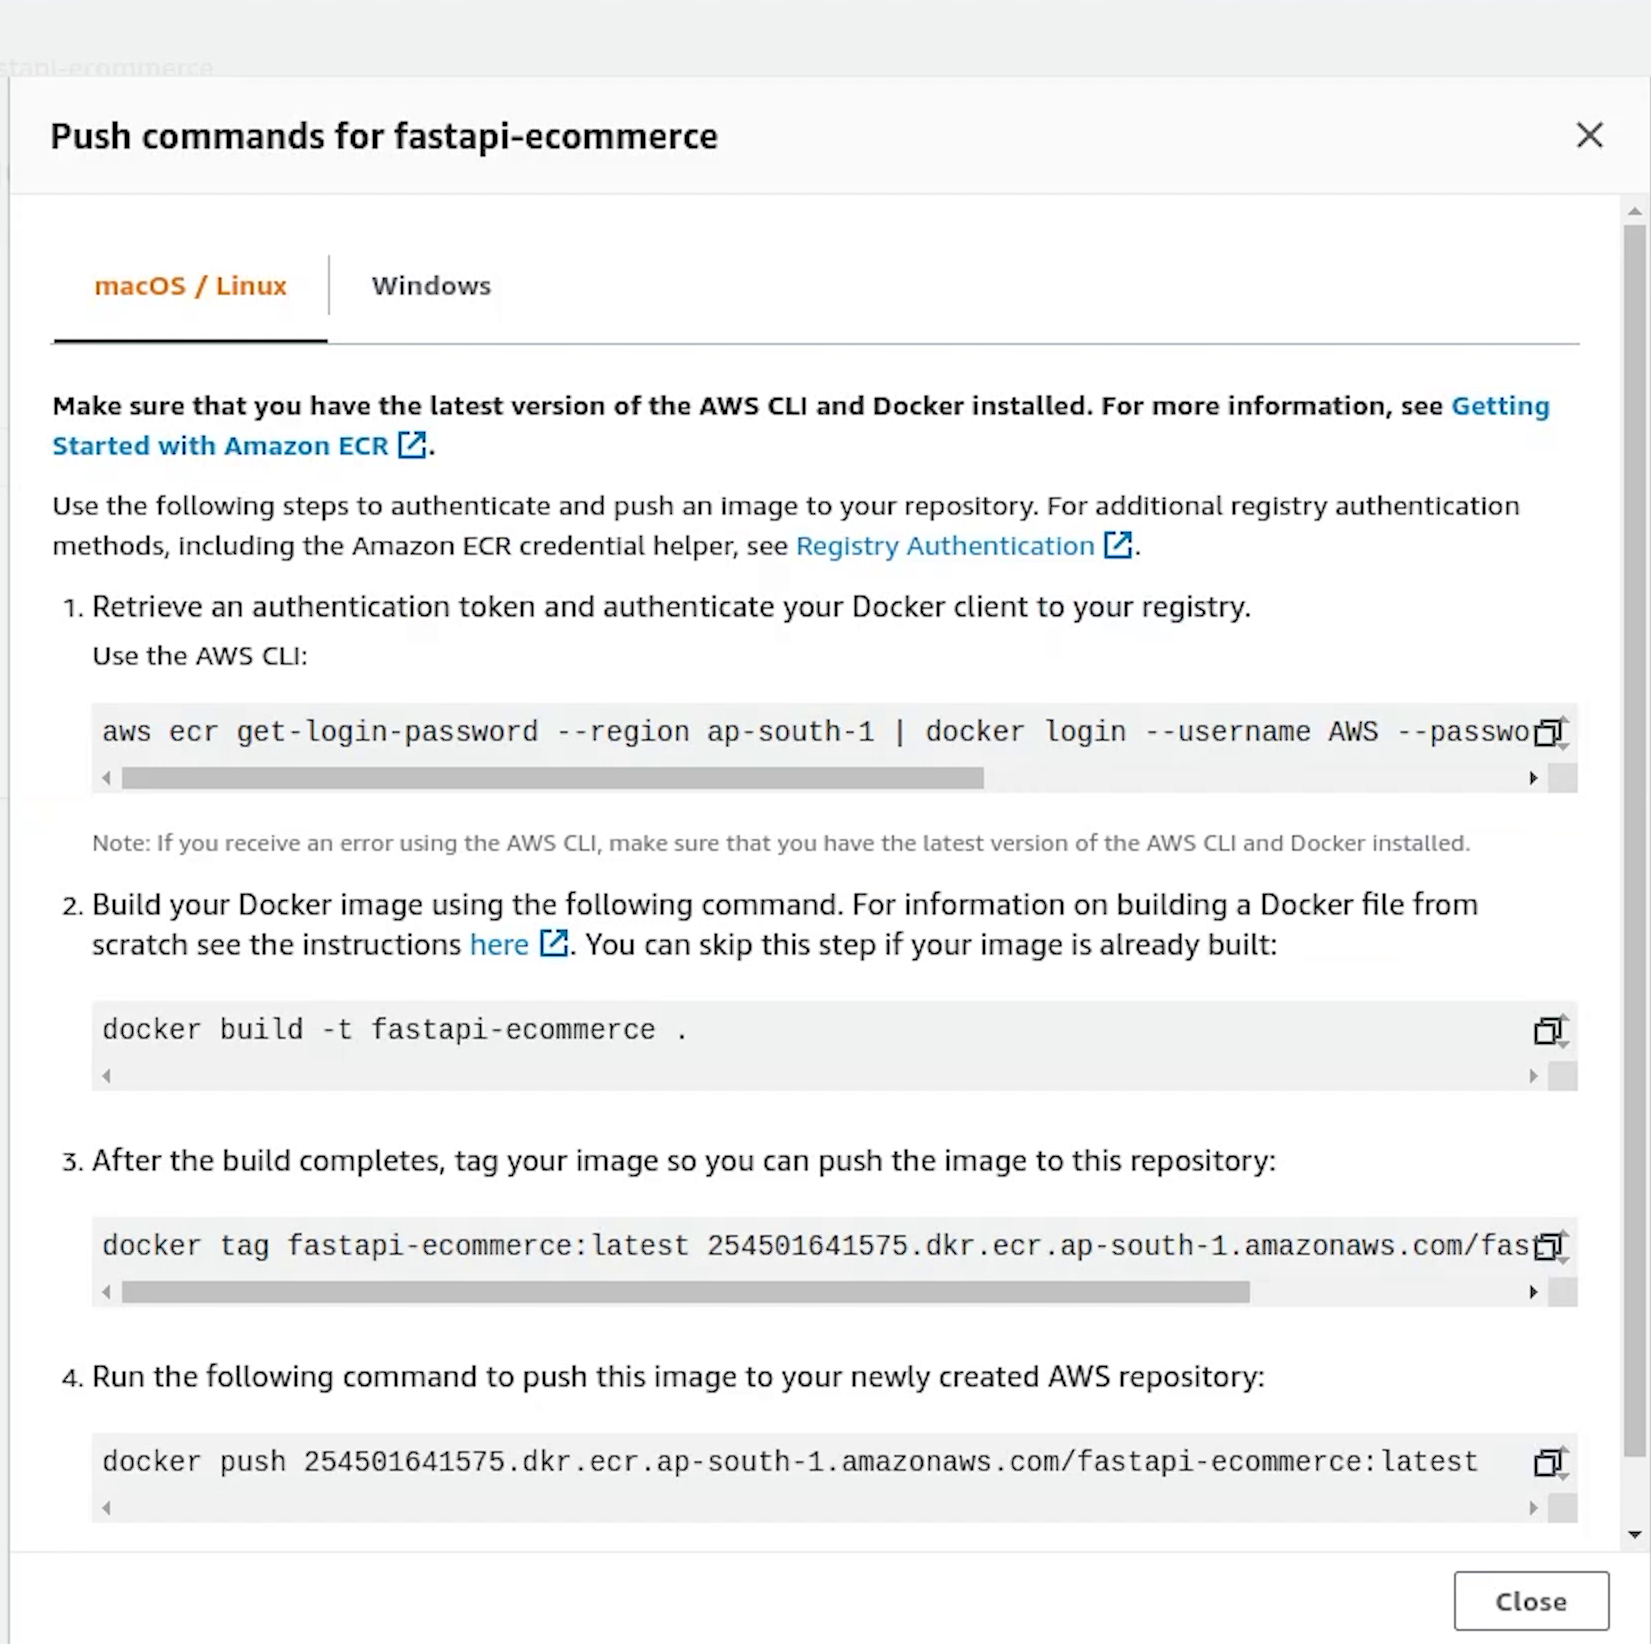 stapi-ecommerce
Push commands for fastapi-ecommerce
macOS / Linux
Windows
Make sure that you have the latest version of the AWS CLI and Docker installed. For more information, see Getting
Started with Amazon ECR.
Use the following steps to authenticate and push an image to your repository. For additional registry authentication
methods, including the Amazon ECR credential helper, see Registry Authentication.
1. Retrieve an authentication token and authenticate your Docker client to your registry.
Use the AWS CLI:
aws ecr get-login-password --region ap-south-1 | docker login --username AWS --passwor
Note: If you receive an error using the AWS CLI, make sure that you have the latest version of the AWS CLI and Docker installed.
2. Build your Docker image using the following command. For information on building a Docker file from
scratch see the instructions here. You can skip this step if your image is already built:
docker build -t fastapi-ecommerce .
3. After the build completes, tag your image so you can push the image to this repository:
docker tag fastapi-ecommerce:latest 254501641575.dkr.ecr.ap-south-1.amazonaws.com/fast
4. Run the following command to push this image to your newly created AWS repository:
docker push 254501641575.dkr.ecr.ap-south-1.amazonaws.com/fastapi-ecommerce:latest
Close